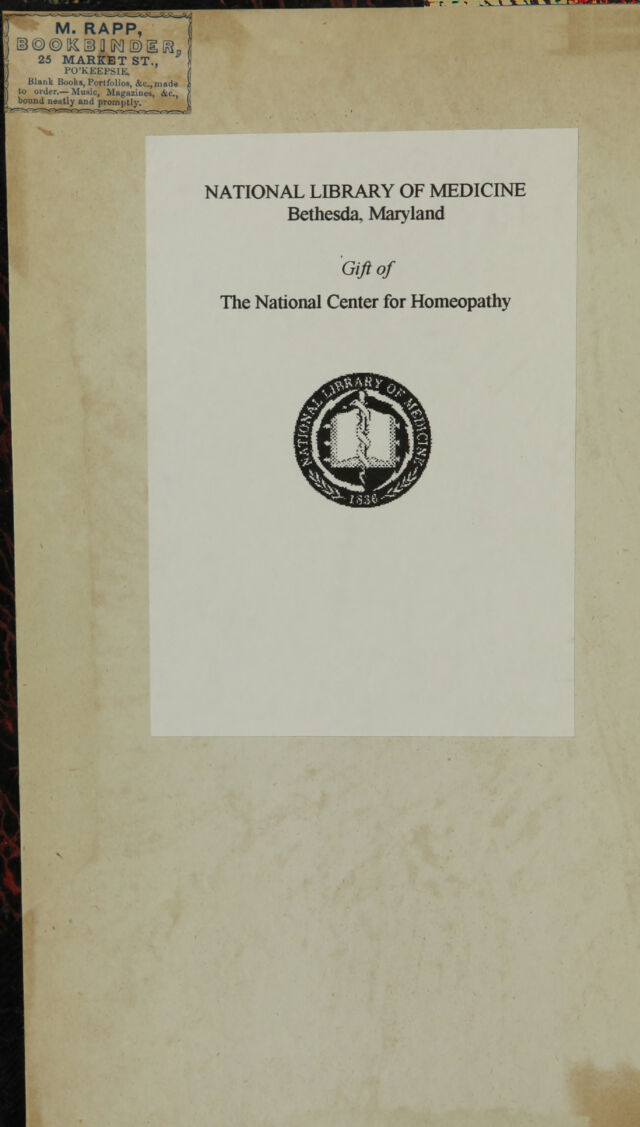 M. RAPP,
BOOKBINDER,
25 MARKET ST.,
PO'KEEPSIE.
Blank Books, Portfolios, &c., made
to order.— Music, Magazines, &c.,
bound neatly and promptly.
NATIONAL LIBRARY OF MEDICINE
Bethesda, Maryland
Gift of
The National Center for Homeopathy
NATIONAL LIBRARY OF MEDICINE
1836